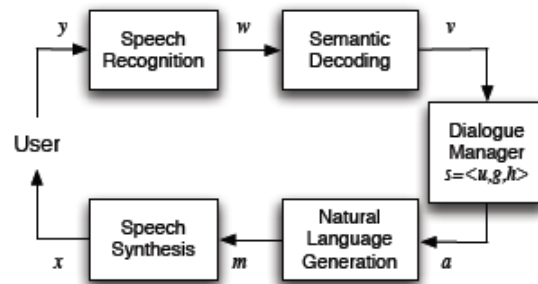 y
Speech
Recognition
w
Semantic
Decoding
v
Dialogue
Manager
s=<u,g,h>
User
Speech
Synthesis
Natural
Language
Generation
x
m
a